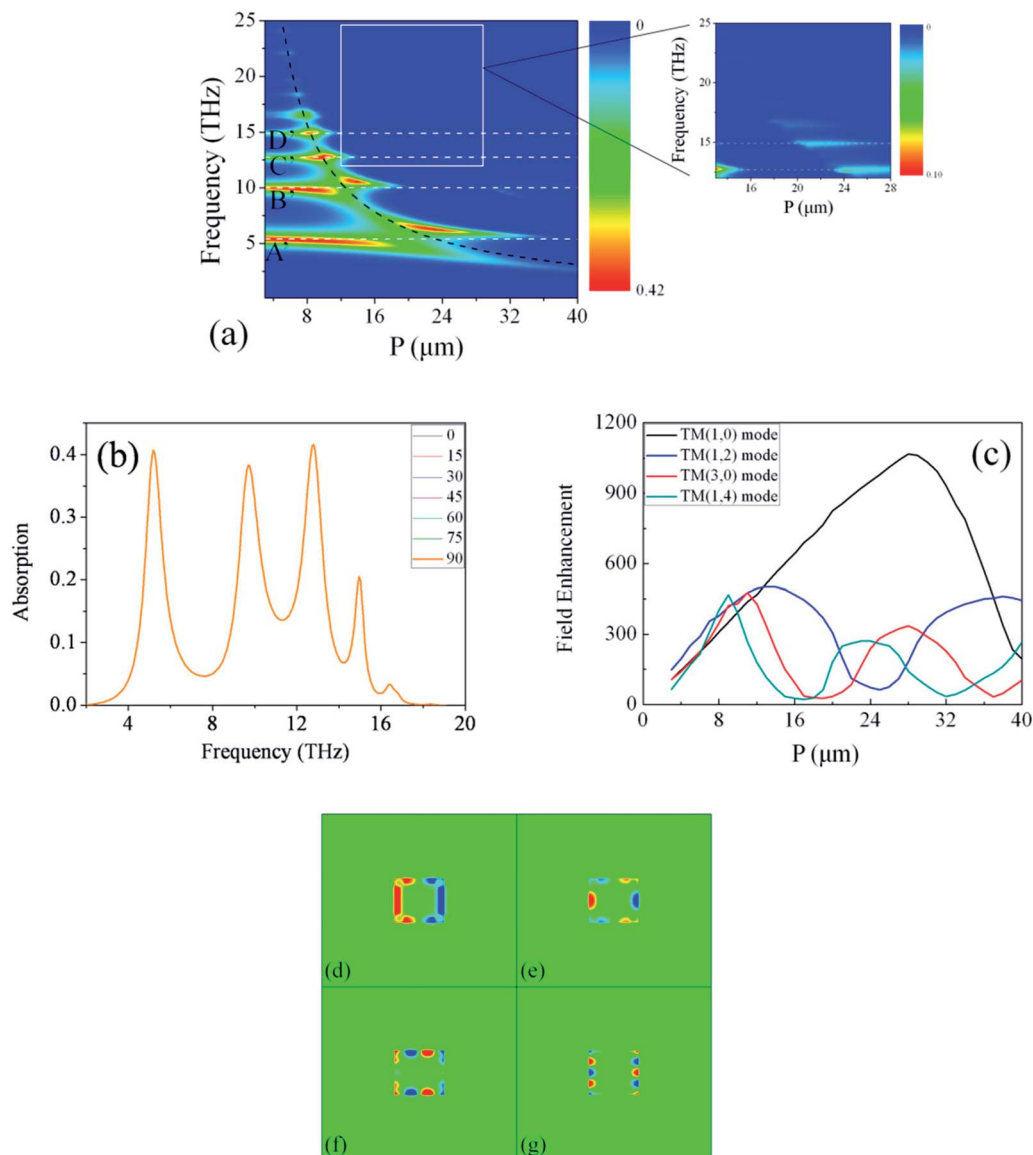 25
20
15
10
5
Frequency (THz)
D'
C'
B'
A'
8
16
24
32
40
P (μm)
(a)
0
0.42
25
20
15
Frequency (THz)
16
20
24
28
P (μm)
0
0.10
(b)
0.4
0.3
0.2
0.1
0.0
Absorption
4
8
12
16
20
Frequency (THz)
0
15
30
45
60
75
90
1200
900
600
300
0
Field Enhancement
TM(1,0) mode
TM(1,2) mode
TM(3,0) mode
TM(1,4) mode
(c)
0
8
16
24
32
40
P (μm)
(d)
(e)
(f)
(g)